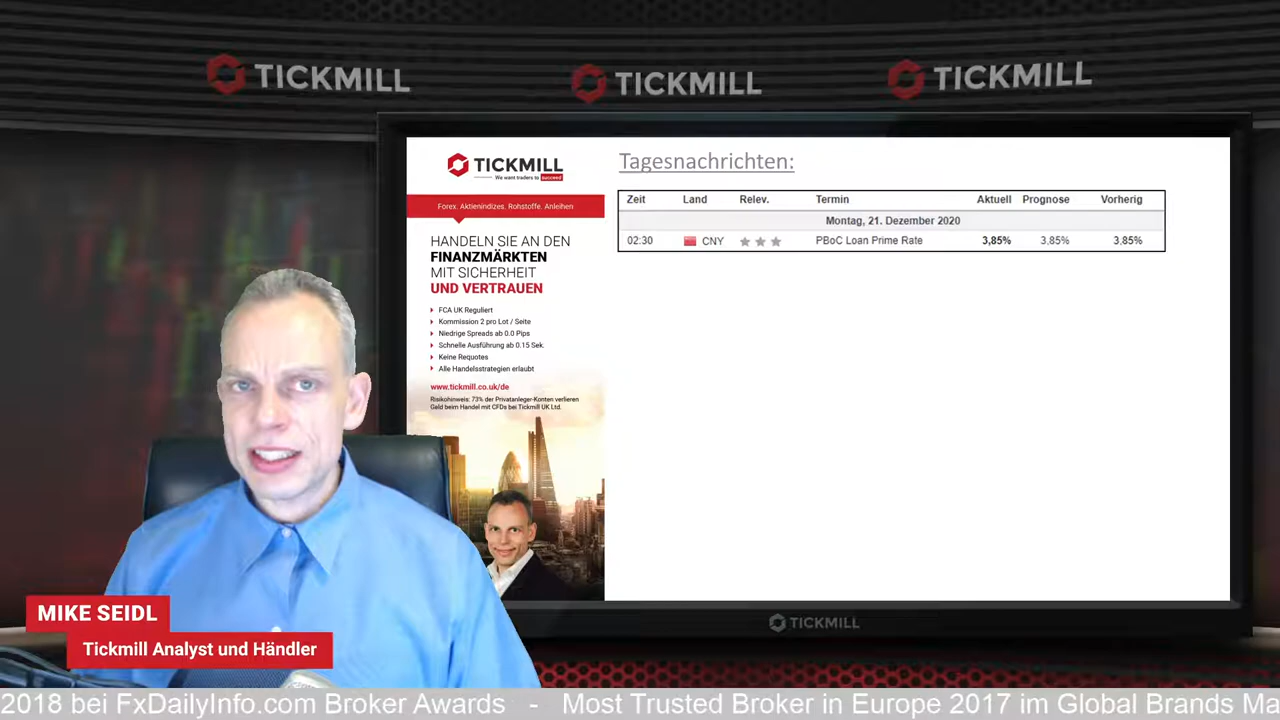 TICKMILL
TICKMILL
TICKMILL
TICKMILL
We want traders to succeed
Forex. Aktienindizes. Rohstoffe. Anleihen
HANDELN SIE AN DEN
FINANZMÄRKTEN
MIT SICHERHEIT
UND VERTRAUEN
FCA UK Reguliert
Kommission 2 pro Lot / Seite
Niedrige Spreads ab 0.0 Pips
Schnelle Ausführung ab 0.15 Sek.
Keine Requotes
Alle Handelsstrategien erlaubt
www.tickmill.co.uk/de
Risikohinweis: 73% der Privatanleger-Konten verlieren
Geld beim Handel mit CFDs bei Tickmill UK Ltd.
Tagesnachrichten:
Zeit Land Relev. Termin Aktuell Prognose Vorherig
Montag, 21. Dezember 2020
02:30 CNY PBoC Loan Prime Rate 3,85% 3,85% 3,85%
TICKMILL
MIKE SEIDL
Tickmill Analyst und Händler
2018 bei FxDailyInfo.com Broker Awards - Most Trusted Broker in Europe 2017 im Global Brands Ma